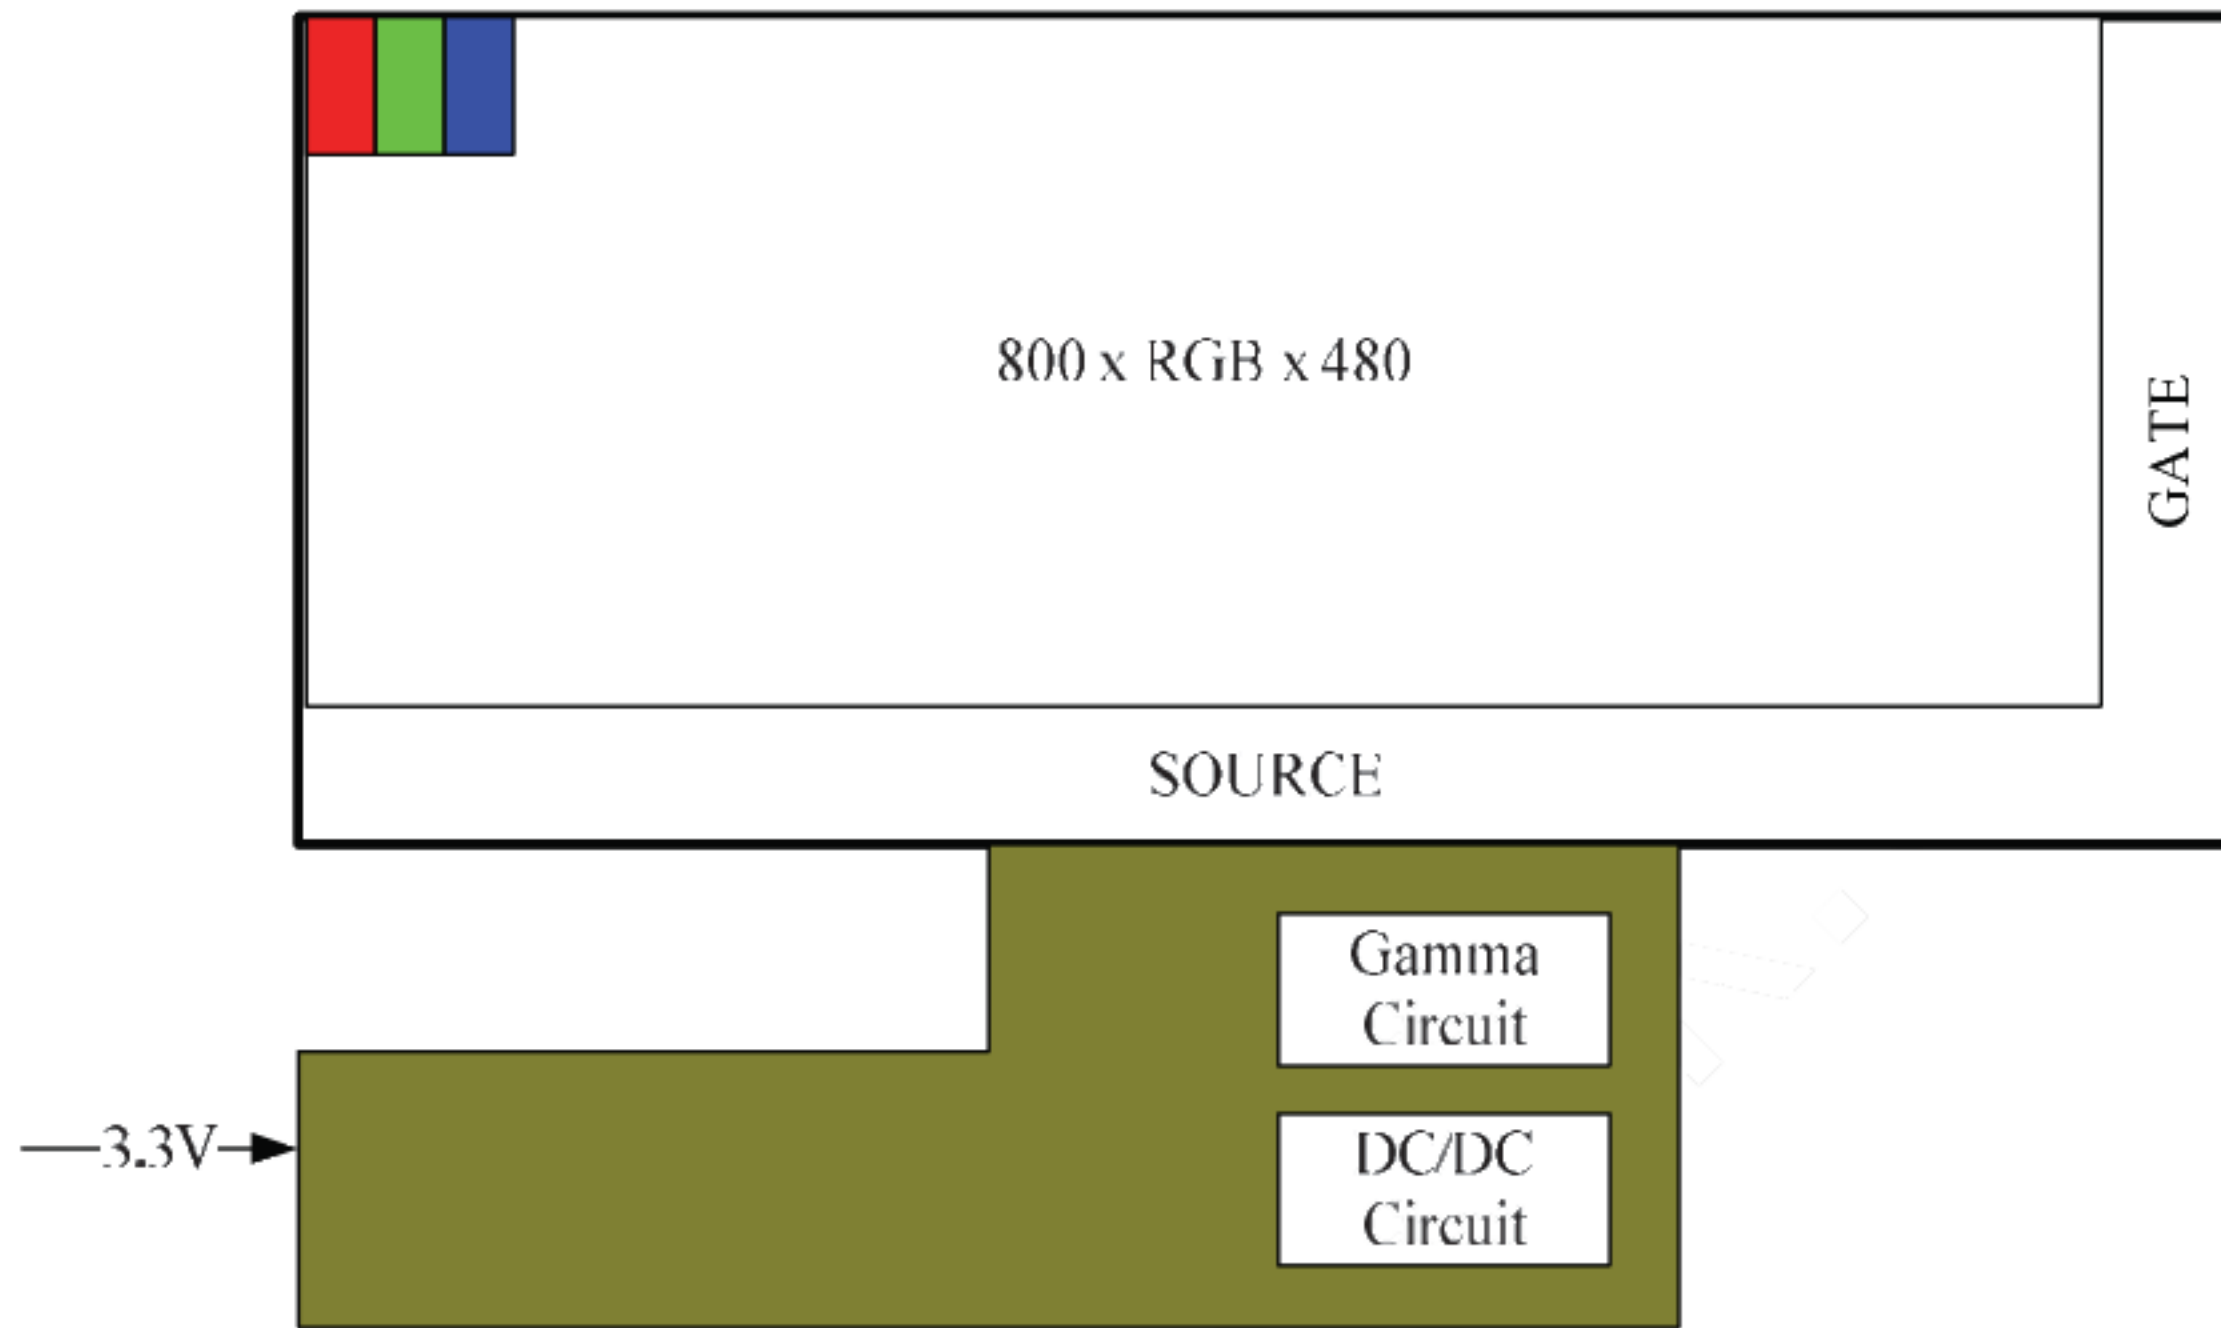 800 x RGB x 480
GATE
SOURCE
Gamma
Circuit
3.3V
DC/DC
Circuit